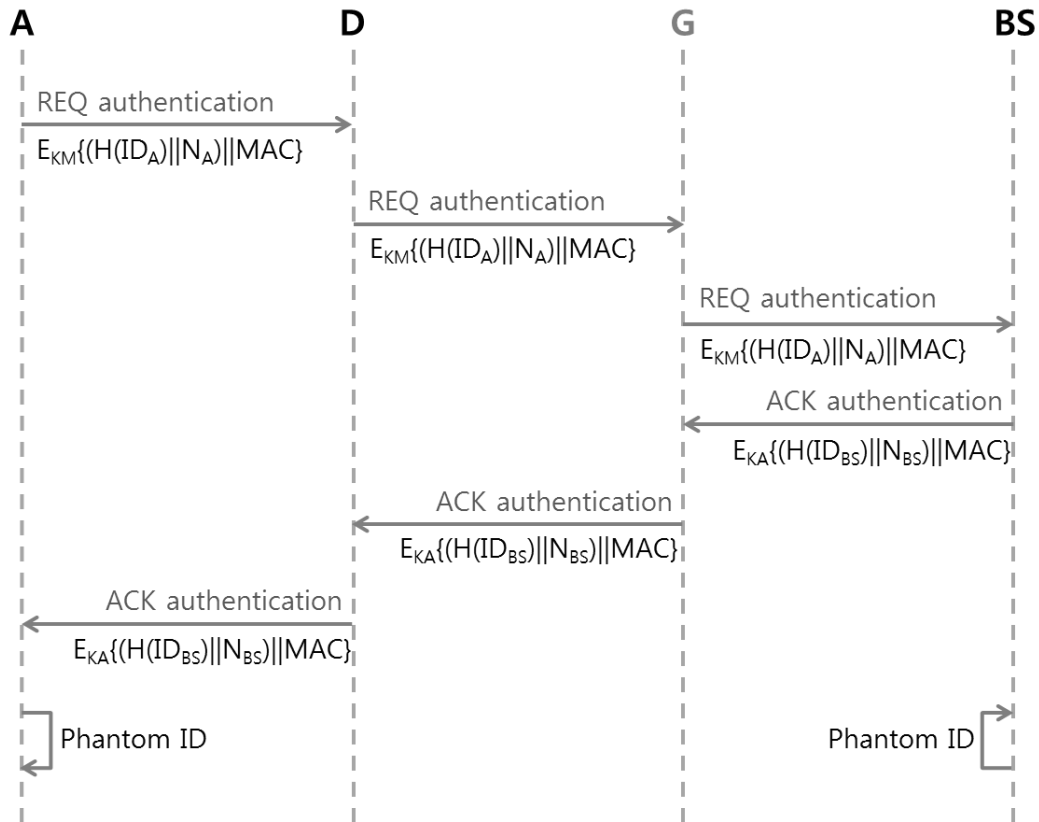 A D G BS
REQ authentication
E_KM{(H(ID_A)||N_A)||MAC}
REQ authentication
E_KM{(H(ID_A)||N_A)||MAC}
REQ authentication
E_KM{(H(ID_A)||N_A)||MAC}
ACK authentication
E_KA{(H(ID_BS)||N_BS)||MAC}
ACK authentication
E_KA{(H(ID_BS)||N_BS)||MAC}
ACK authentication
E_KA{(H(ID_BS)||N_BS)||MAC}
Phantom ID Phantom ID